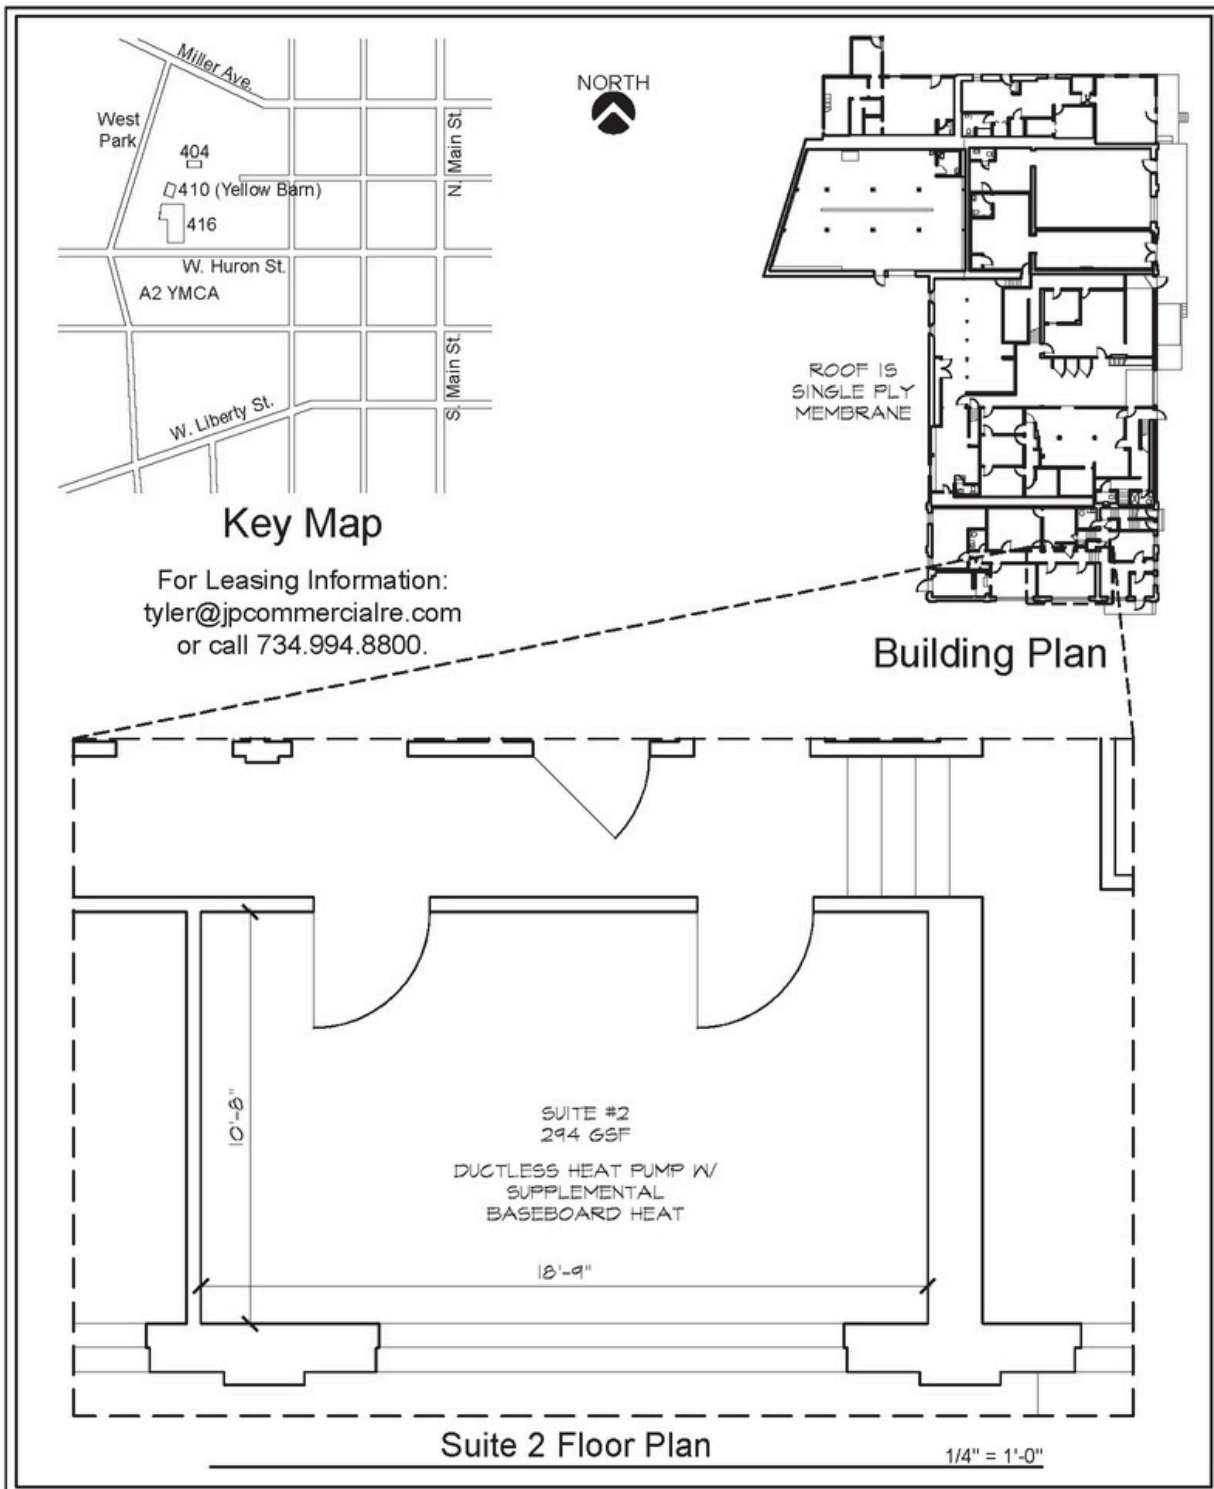 Miller Ave.
West
Park
404
410 (Yellow Barn)
416
N. Main St.
W. Huron St.
A2 YMCA
S. Main St.
W. Liberty St.
Key Map
For Leasing Information:
tyler@jpcommercialre.com
or call 734.994.8800.
NORTH
ROOF IS
SINGLE PLY
MEMBRANE
Building Plan
10'-8"
SUITE #2
294 GSF
DUCTLESS HEAT PUMP W/
SUPPLEMENTAL
BASEBOARD HEAT
18'-9"
Suite 2 Floor Plan
1/4" = 1'-0"